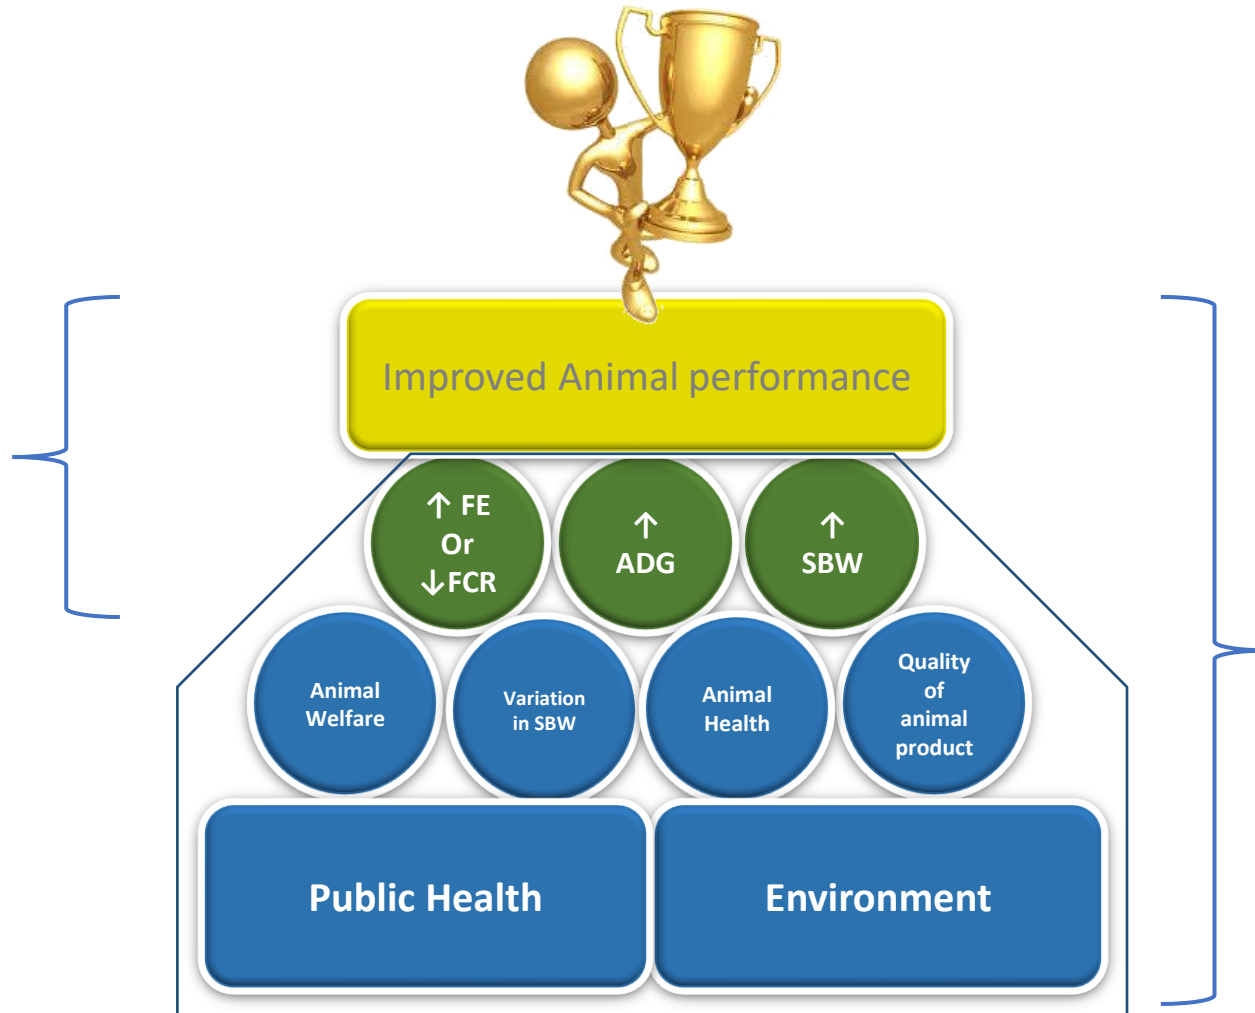 Improved Animal performance
↑ FE
Or
↓FCR
↑
ADG
↑
SBW
Animal
Welfare
Variation
in SBW
Animal
Health
Quality
of
animal
product
Public Health
Environment